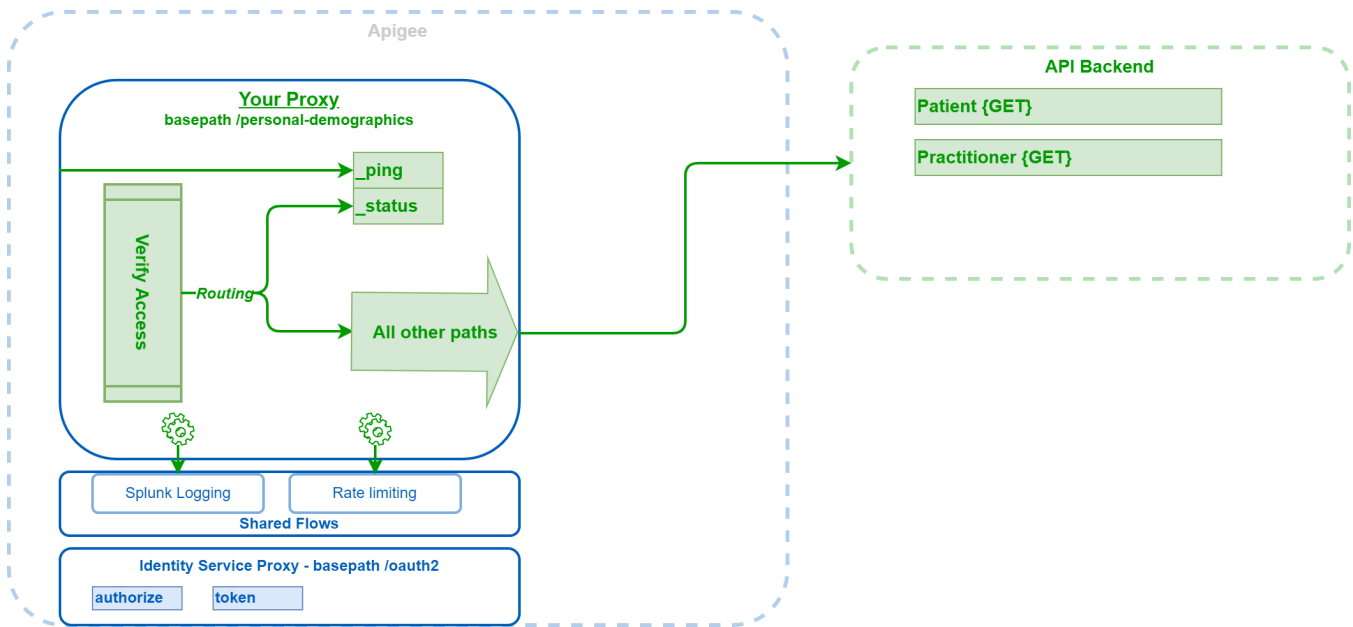 Apigee
API Backend
Patient {GET}
Practitioner {GET}
Your Proxy
basepath /personal-demographics
_ping
_status
Verify Access
Routing
All other paths
Splunk Logging
Rate limiting
Shared Flows
Identity Service Proxy - basepath /oauth2
authorize
token